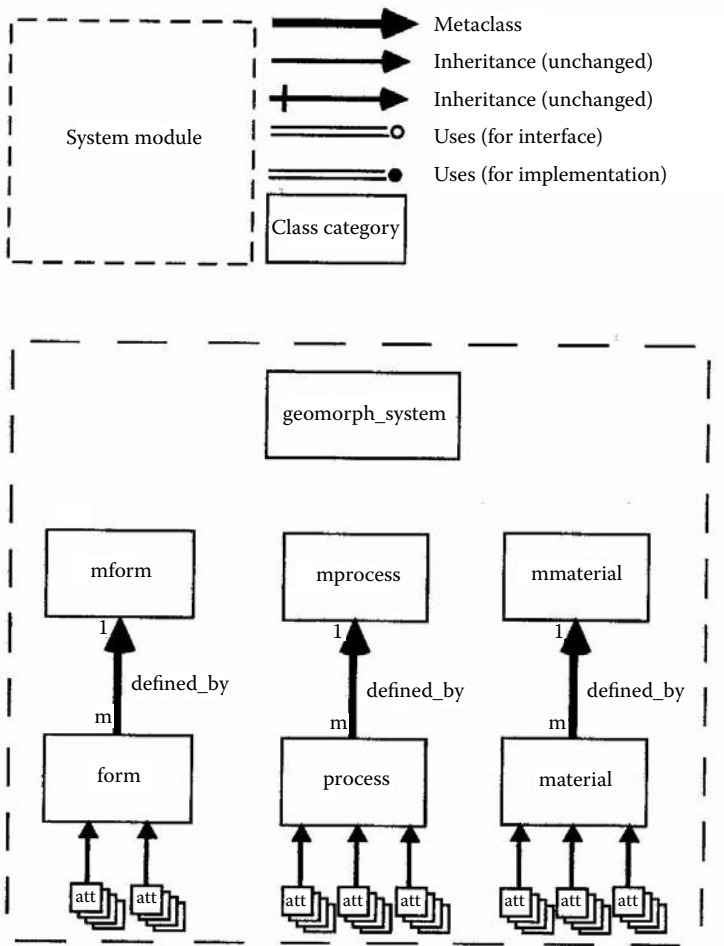 Metaclass
Inheritance (unchanged)
Inheritance (unchanged)
System module
Uses (for interface)
Uses (for implementation)
Class category
geomorph_system
mform
mprocess
mmaterial
1
1
1
defined_by
defined_by
defined_by
m
m
m
form
process
material
att
att
att
att
att
att
att
att